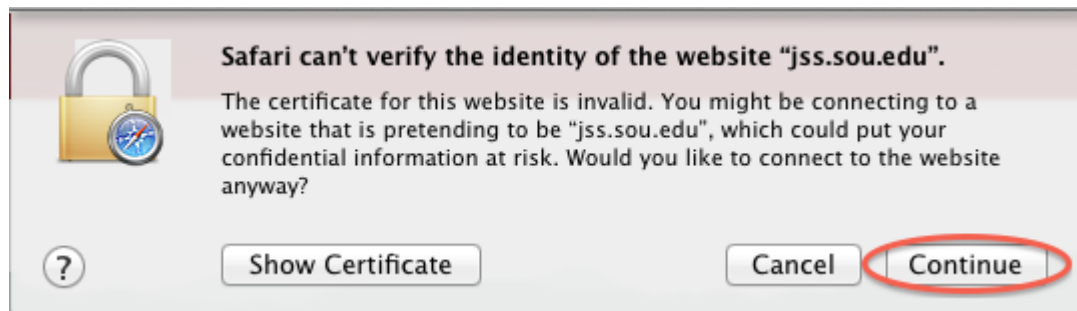 Safari can’t verify the identity of the website “jss.sou.edu”.
The certificate for this website is invalid. You might be connecting to a
website that is pretending to be “jss.sou.edu”, which could put your
confidential information at risk. Would you like to connect to the website
anyway?
?
Show Certificate
Cancel
Continue